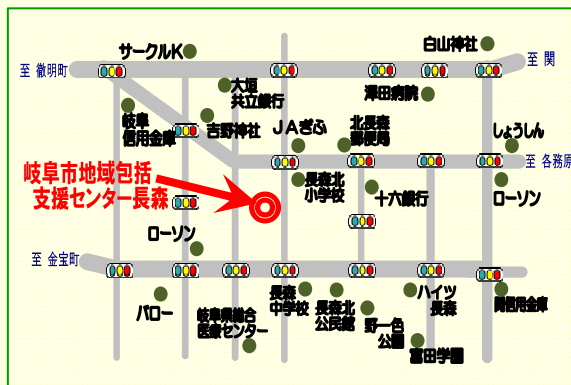 サークルK
白山神社
至 徹明町
至 関
大垣
共立銀行
澤田病院
岐阜
信用金庫
吉野神社
JAぎふ
北長森
郵便局
しょうしん
至 各務原
岐阜市地域包括
支援センター長森
長森北
小学校
十六銀行
ローソン
ローソン
至 金宝町
バロー
岐阜県総合
医療センター
長森
中学校
長森北
公民館
野一色
公園
ハイツ
長森
富田学園
関信用金庫